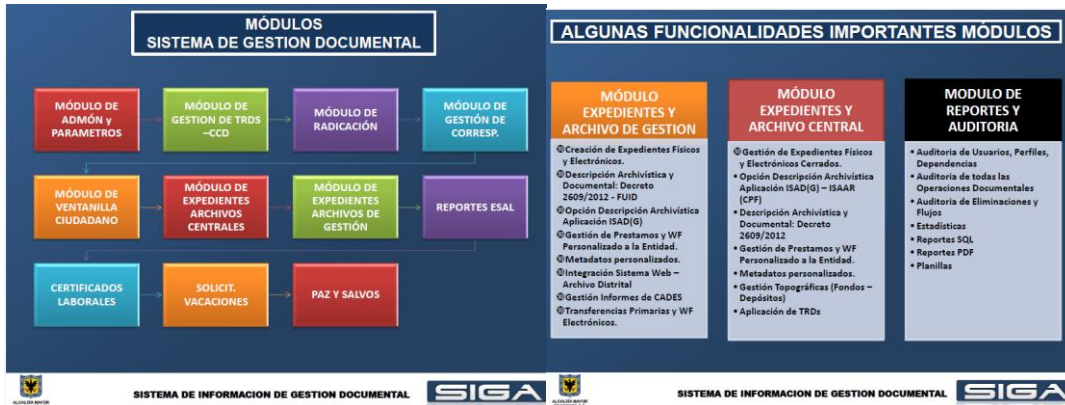 MÓDULOS
SISTEMA DE GESTION DOCUMENTAL
MÓDULO DE
ADMÓN y
PARAMETROS
MÓDULO DE
GESTION DE TRDS
–CCD
MÓDULO DE
RADICACIÓN
MÓDULO DE
GESTIÓN DE
CORRESP.
MÓDULO DE
VENTANILLA
CIUDADANO
MÓDULO DE
EXPEDIENTES
ARCHIVOS
CENTRALES
MÓDULO DE
EXPEDIENTES
ARCHIVOS DE
GESTIÓN
REPORTES ESAL
CERTIFICADOS
LABORALES
SOLICIT.
VACACIONES
PAZ Y SALVOS
ALCALDÍA MAYOR
SISTEMA DE INFORMACION DE GESTION DOCUMENTAL
SIGA
ALGUNAS FUNCIONALIDADES IMPORTANTES MÓDULOS
MÓDULO
EXPEDIENTES Y
ARCHIVO DE GESTION
Creación de Expedientes Físicos
y Electrónicos.
Descripción Archivística y
Documental: Decreto
2609/2012 - FUID
Opción Descripción Archivística
Aplicación ISAD(G)
Gestión de Prestamos y WF
Personalizado a la Entidad.
Metadatos personalizados.
Integración Sistema Web –
Archivo Distrital
Gestión Informes de CADES
Transferencias Primarias y WF
Electrónicos.
MÓDULO
EXPEDIENTES Y
ARCHIVO CENTRAL
Gestión de Expedientes Físicos
y Electrónicos Cerrados.
• Opción Descripción Archivística
Aplicación ISAD(G) – ISAAR
(CPF)
• Descripción Archivística y
Documental: Decreto
2609/2012
• Gestión de Prestamos y WF
Personalizado a la Entidad.
• Metadatos personalizados.
• Gestión Topográficas (Fondos –
Depósitos)
• Aplicación de TRDs
MODULO DE
REPORTES Y
AUDITORIA
• Auditoria de Usuarios, Perfiles,
Dependencias
• Auditoria de todas las
Operaciones Documentales
• Auditoria de Eliminaciones y
Flujos
• Estadísticas
• Reportes SQL
• Reportes PDF
• Planillas
ALCALDÍA MAYOR
SISTEMA DE INFORMACION DE GESTION DOCUMENTAL
SIGA